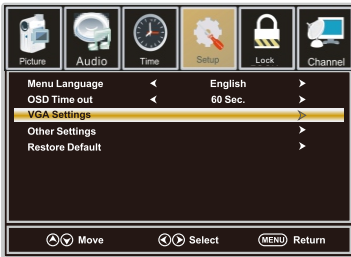 Picture Audio Time Setup Lock Channel
Menu Language English
OSD Time out 60 Sec.
VGA Settings
Other Settings
Restore Default
Move Select MENU Return